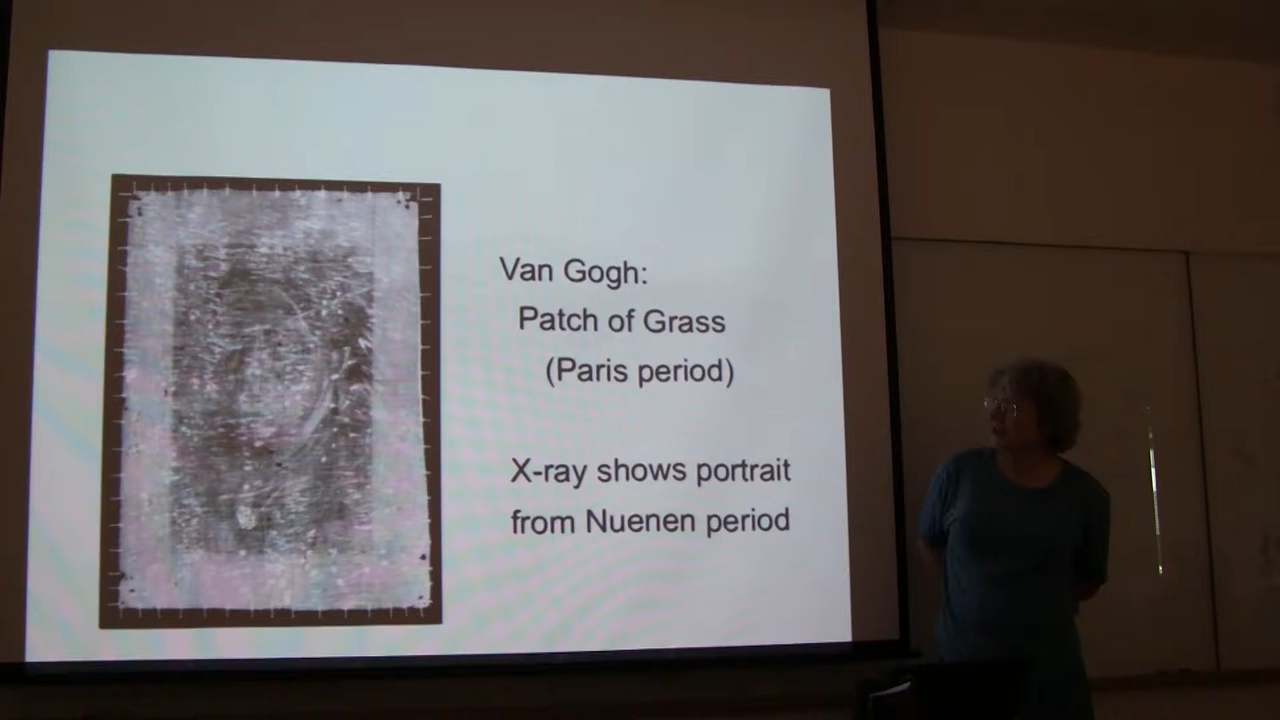 Van Gogh:
Patch of Grass
(Paris period)
X-ray shows portrait
from Nuenen period